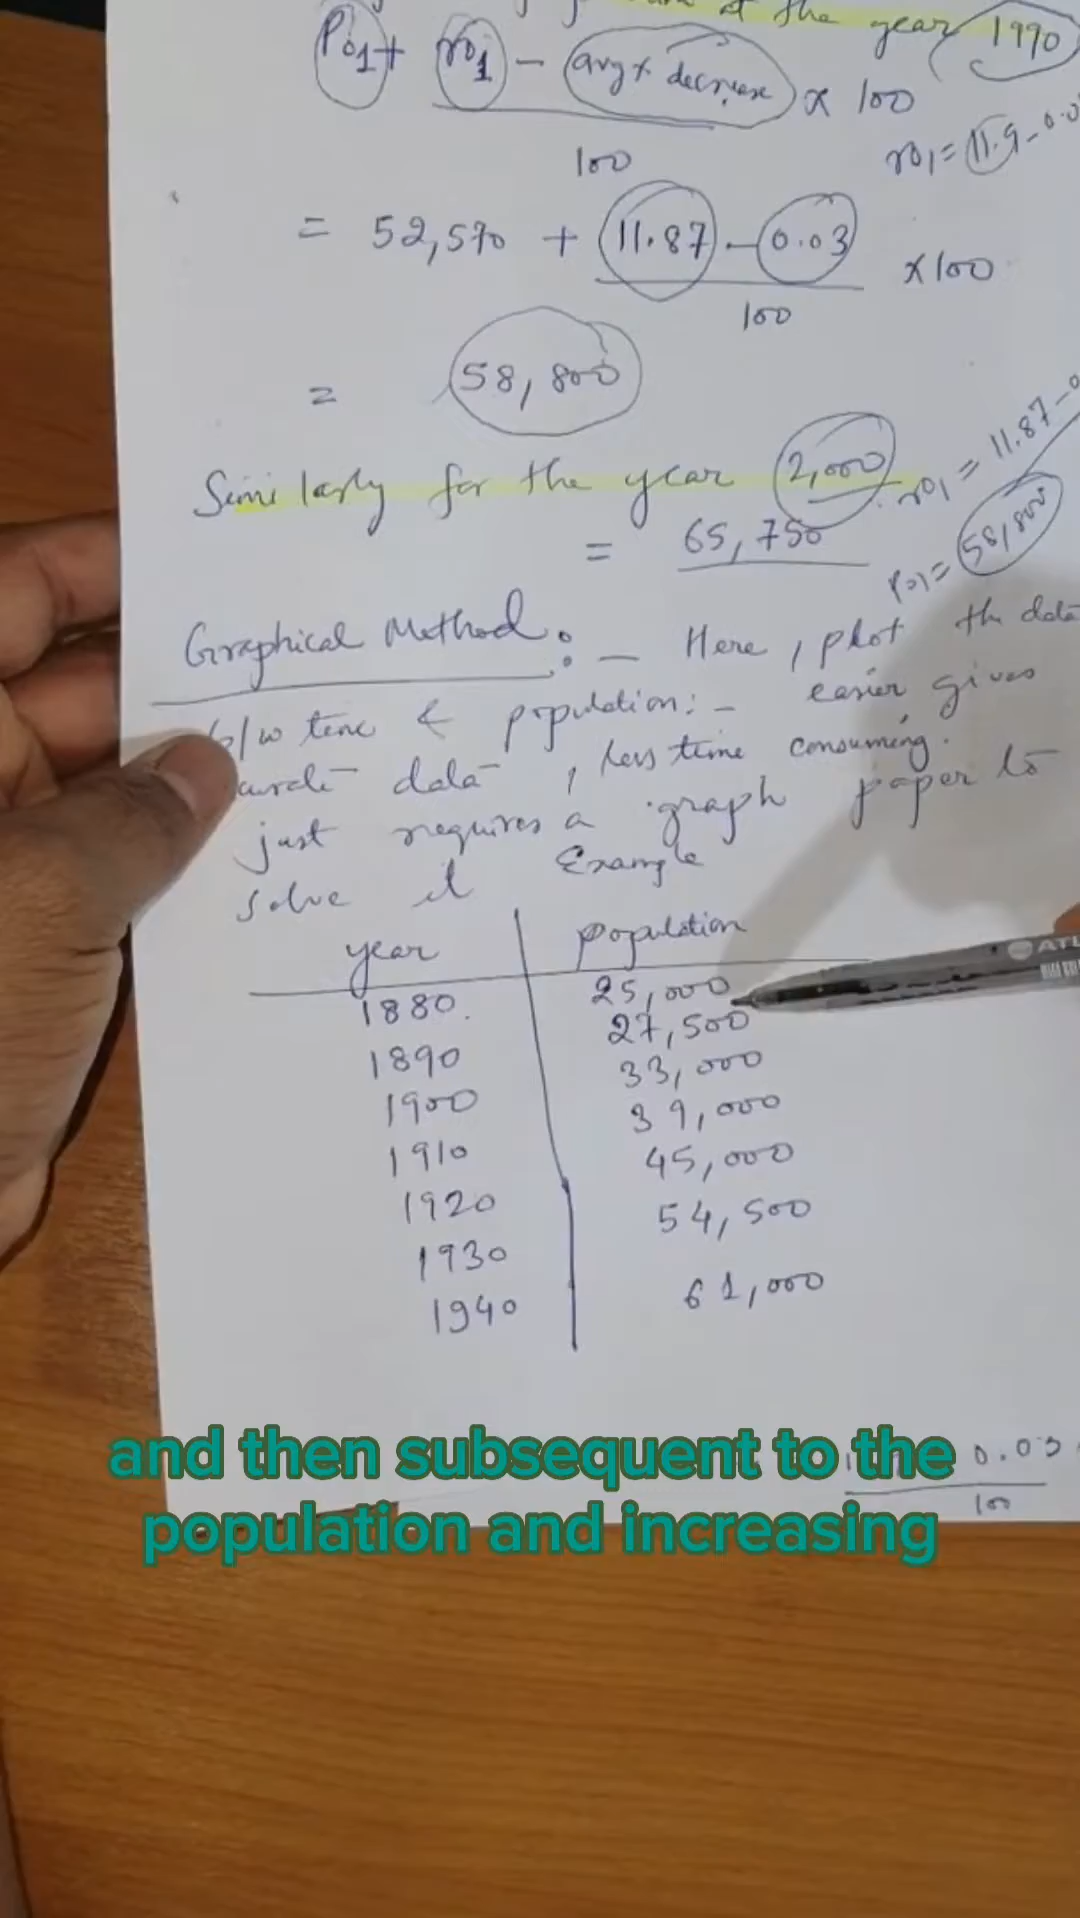 at the year 1990
P01 + r01 - avg x decrease x 100
100
r01 = 11.9 - 0.0
= 52,570 + 11.87 - 0.03 x 100
100
= 58,800
Similarly for the year 2,000
= 65,750
r01 = 11.87 - 0
P01 = 58,800
Graphical Method :- Here, plot the data
b/w time & population:- easier gives
data, less time consuming.
just requires a graph paper to
solve it Example
year population
1880. 25,000
1890 27,500
1900 33,000
1910 39,000
1920 45,000
1930 54,500
1940 61,000
ATL
0.03
100
and then subsequent to the
population and increasing